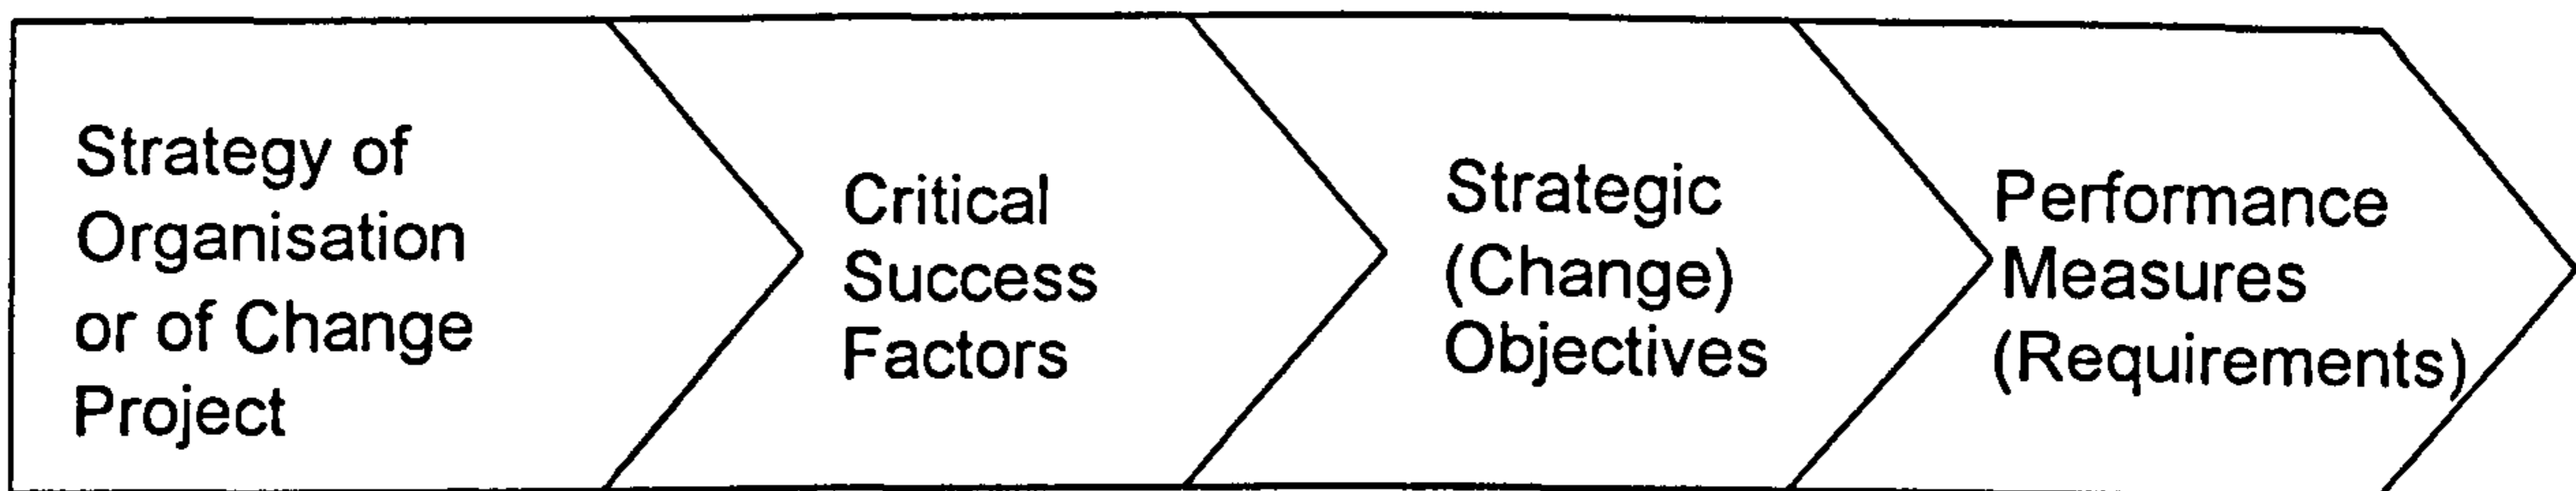 Strategy of
Organisation
or of Change
Project
Critical
Success
Factors
Strategic
(Change)
Objectives
Performance
Measures
(Requirements)